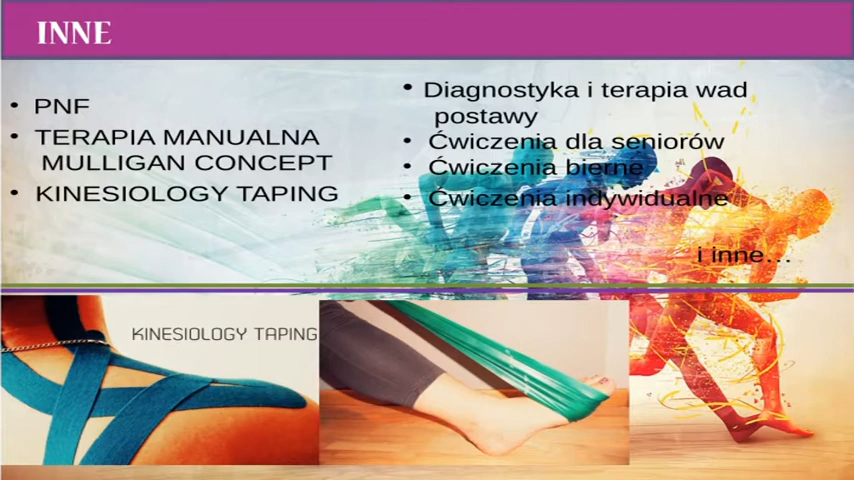 INNE
• PNF
• TERAPIA MANUALNA
MULLIGAN CONCEPT
• KINESIOLOGY TAPING
• Diagnostyka i terapia wad
postawy
• Ćwiczenia dla seniorów
• Ćwiczenia bierne
• Ćwiczenia indywidualne
i inne...
KINESIOLOGY TAPING